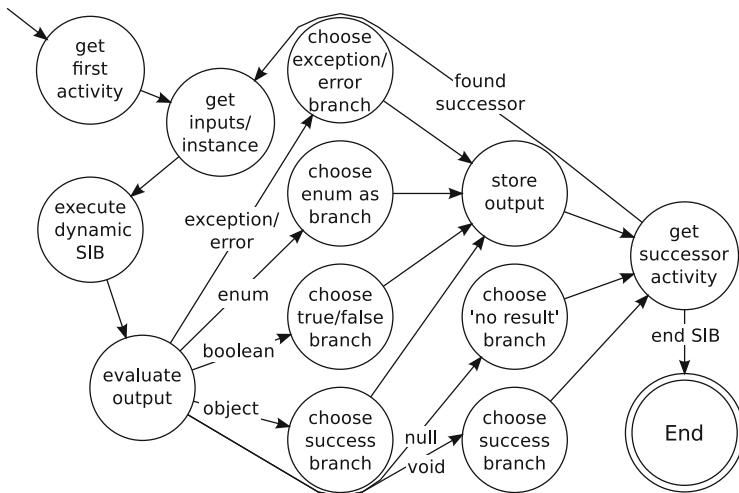 get
first
activity
get
inputs/
instance
choose
exception/
error
branch
found
successor
execute
dynamic
SIB
exception/
error
choose
enum as
branch
store
output
get
successor
activity
enum
choose
true/false
branch
choose
'no result'
branch
end SIB
boolean
evaluate
output
object
choose
success
branch
null
void
choose
success
branch
End